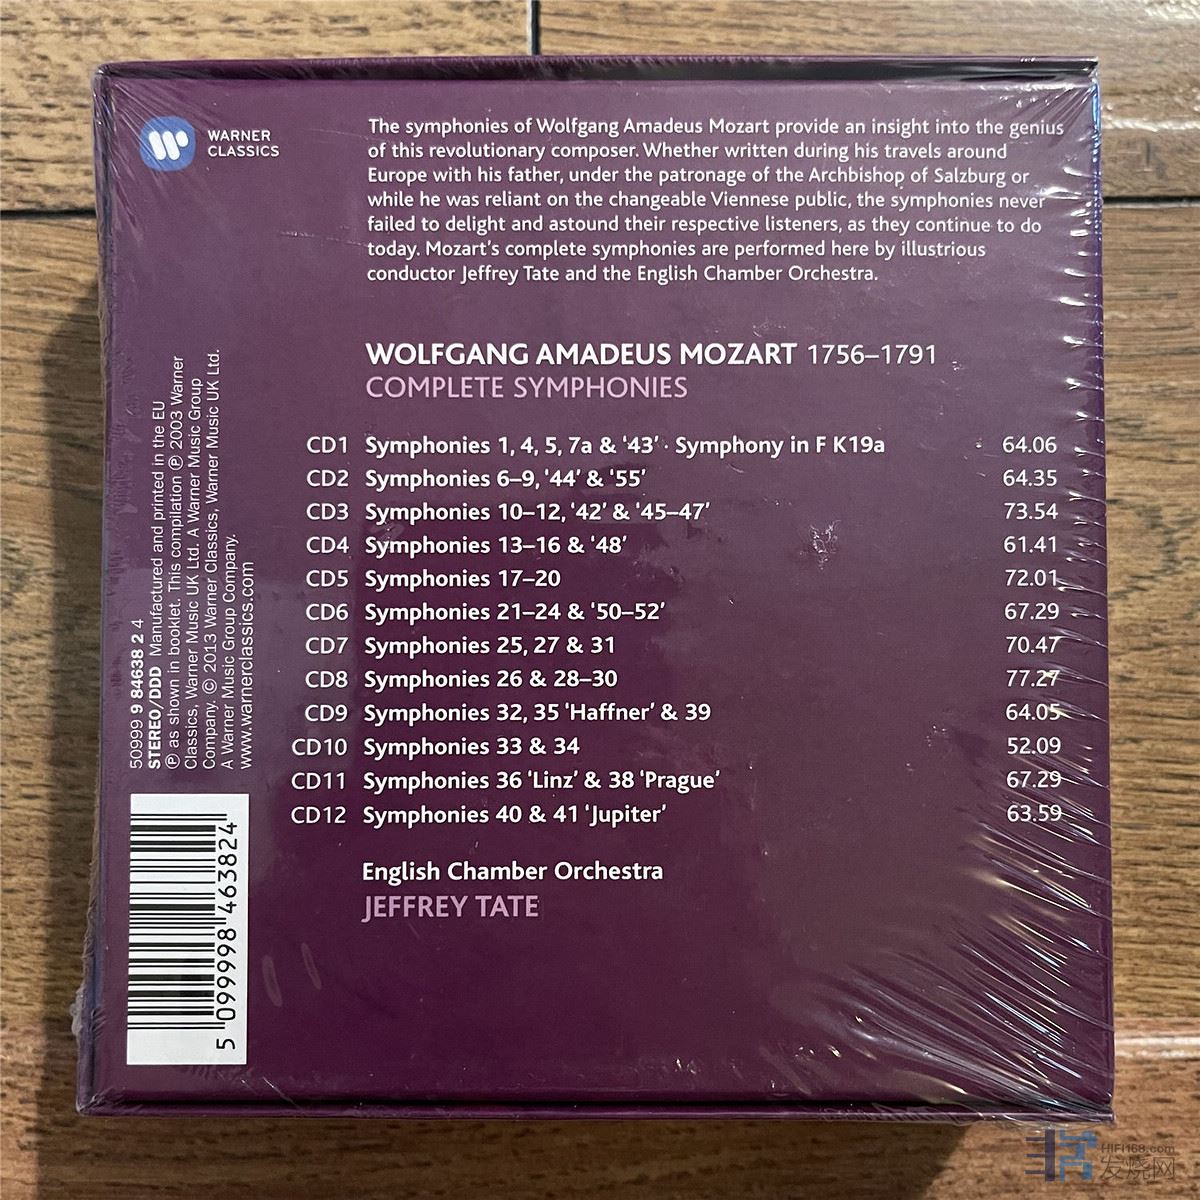 WARNER
CLASSICS
The symphonies of Wolfgang Amadeus Mozart provide an insight into the genius
of this revolutionary composer. Whether written during his travels around
Europe with his father, under the patronage of the Archbishop of Salzburg or
while he was reliant on the changeable Viennese public, the symphonies never
failed to delight and astound their respective listeners, as they continue to do
today. Mozart's complete symphonies are performed here by illustrious
conductor Jeffrey Tate and the English Chamber Orchestra.
WOLFGANG AMADEUS MOZART 1756–1791
COMPLETE SYMPHONIES
CD1 Symphonies 1, 4, 5, 7a & '43' · Symphony in F K19a 64.06
CD2 Symphonies 6–9, '44' & '55' 64.35
CD3 Symphonies 10–12, '42' & '45–47' 73.54
CD4 Symphonies 13–16 & '48' 61.41
CD5 Symphonies 17–20 72.01
CD6 Symphonies 21–24 & '50–52' 67.29
CD7 Symphonies 25, 27 & 31 70.47
CD8 Symphonies 26 & 28–30 77.27
CD9 Symphonies 32, 35 'Haffner' & 39 64.05
CD10 Symphonies 33 & 34 52.09
CD11 Symphonies 36 'Linz' & 38 'Prague' 67.29
CD12 Symphonies 40 & 41 'Jupiter' 63.59
English Chamber Orchestra
JEFFREY TATE
50999 9 84638 2 4
STEREO/DDD Manufactured and printed in the EU
℗ as shown in booklet. This compilation ℗ 2003 Warner
Classics, Warner Music UK Ltd. A Warner Music Group
Company. © 2013 Warner Classics, Warner Music UK Ltd.
A Warner Music Group Company.
www.warnerclassics.com
5 099998 463824
HIFI168.com
发烧网